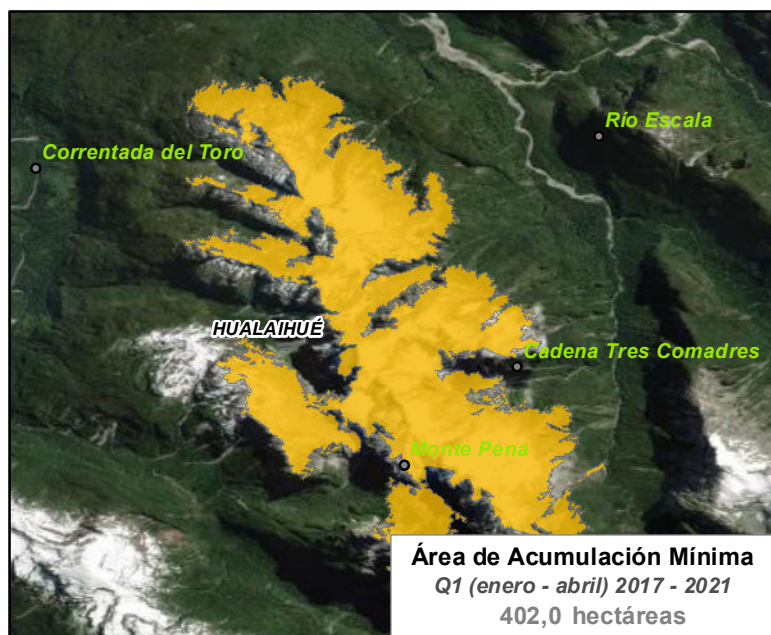 Río Escala
Correntada del Toro
HUALAIHUÉ
Cadena Tres Comadres
Monte Pena
Área de Acumulación Mínima
Q1 (enero - abril) 2017 - 2021
402,0 hectáreas